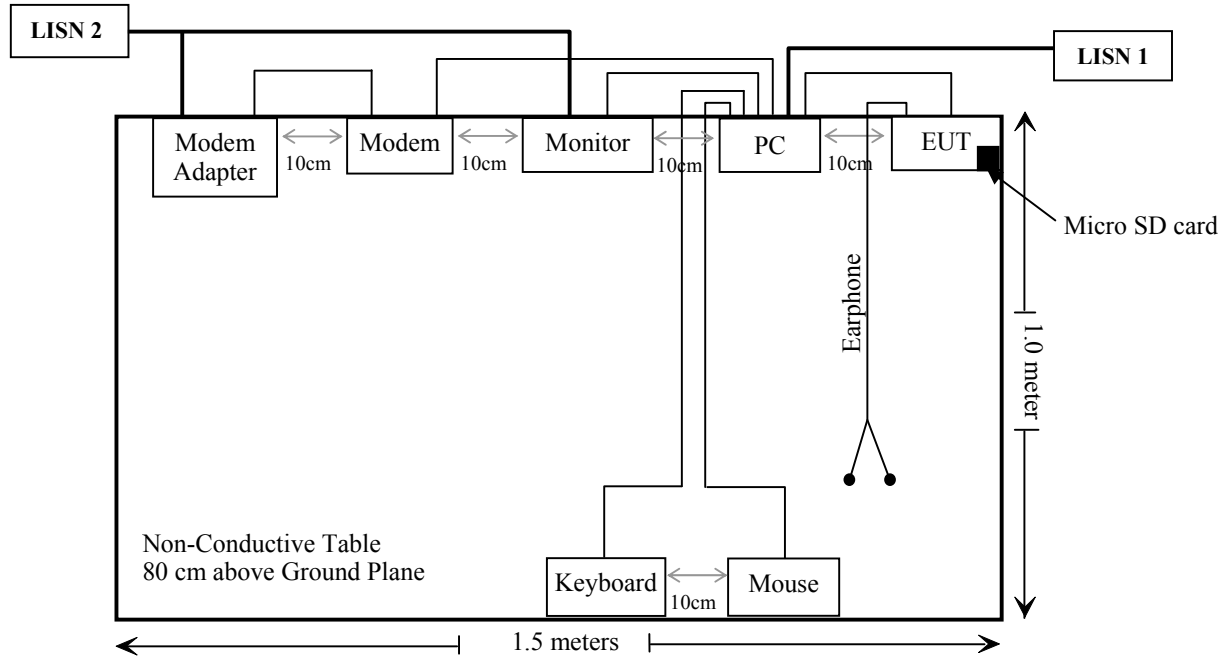 LISN 2
LISN 1
Modem
Adapter
10cm
Modem
10cm
Monitor
10cm
PC
10cm
EUT
Micro SD card
Earphone
1.0 meter
Non-Conductive Table
80 cm above Ground Plane
Keyboard
10cm
Mouse
1.5 meters